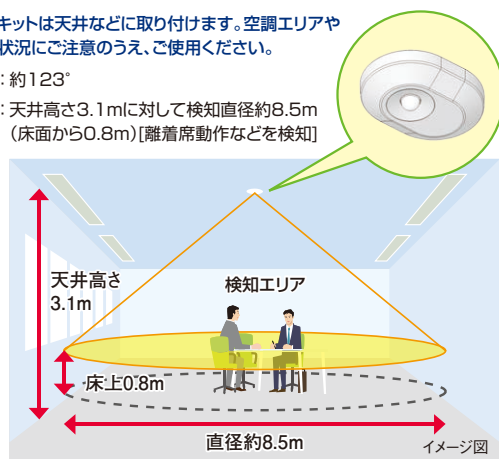 キットは天井などに取り付けます。空調エリアや
状況にご注意のうえ、ご使用ください。
：約123°
：天井高さ3.1mに対して検知直径約8.5m
（床面から0.8m）[離着席動作などを検知]
天井高さ
3.1m
検知エリア
床上0.8m
直径約8.5m
イメージ図